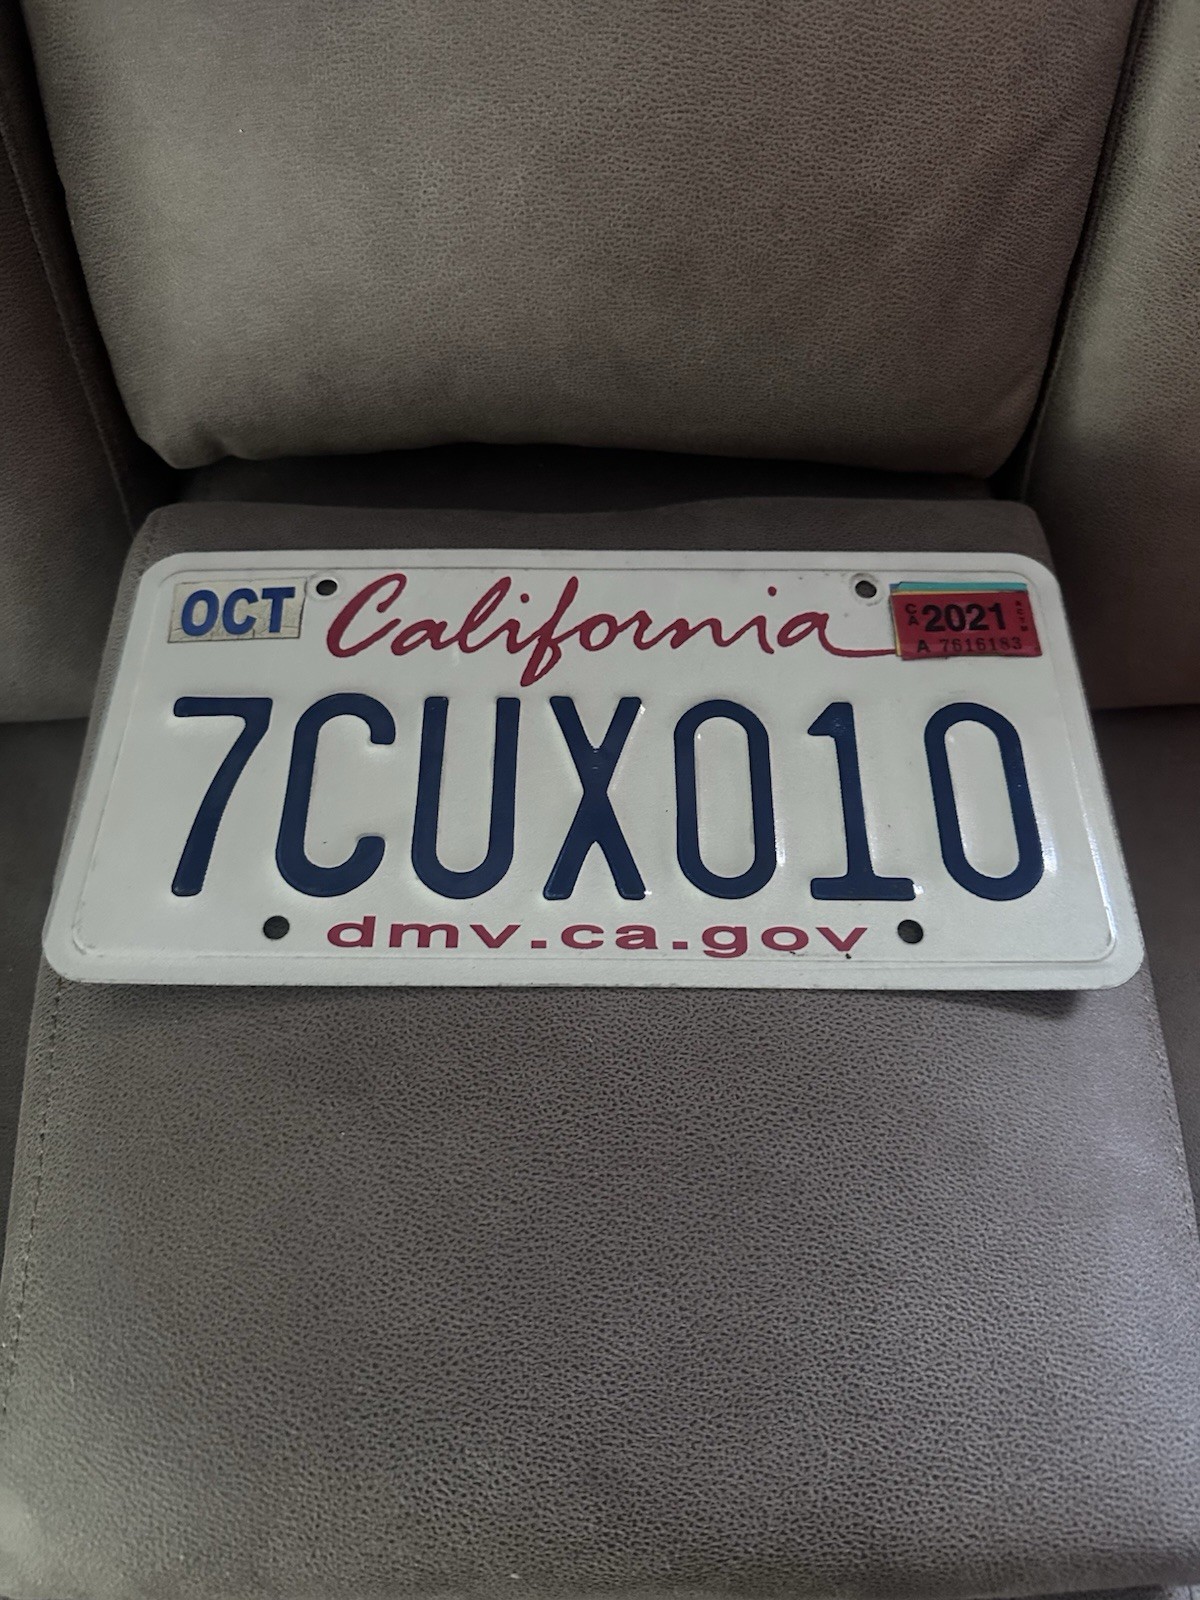 OCT California CA 2021
A 7616183
7CUX010
dmv.ca.gov